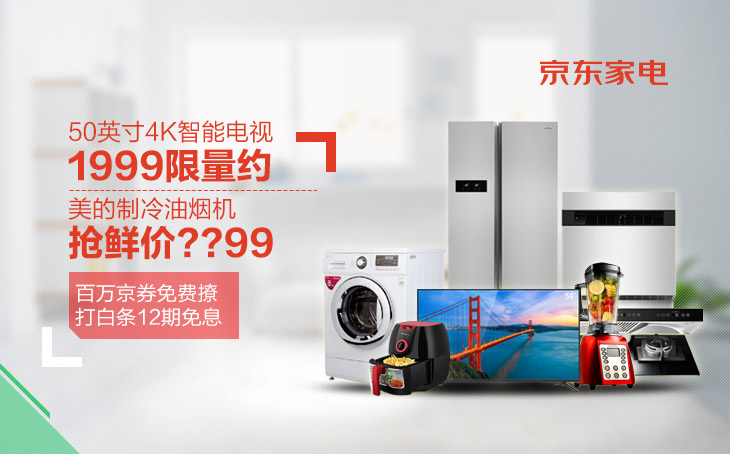 京东家电
50英寸4K智能电视
1999限量约
美的制冷油烟机
抢鲜价??99
百万京券免费撩
打白条12期免息
50